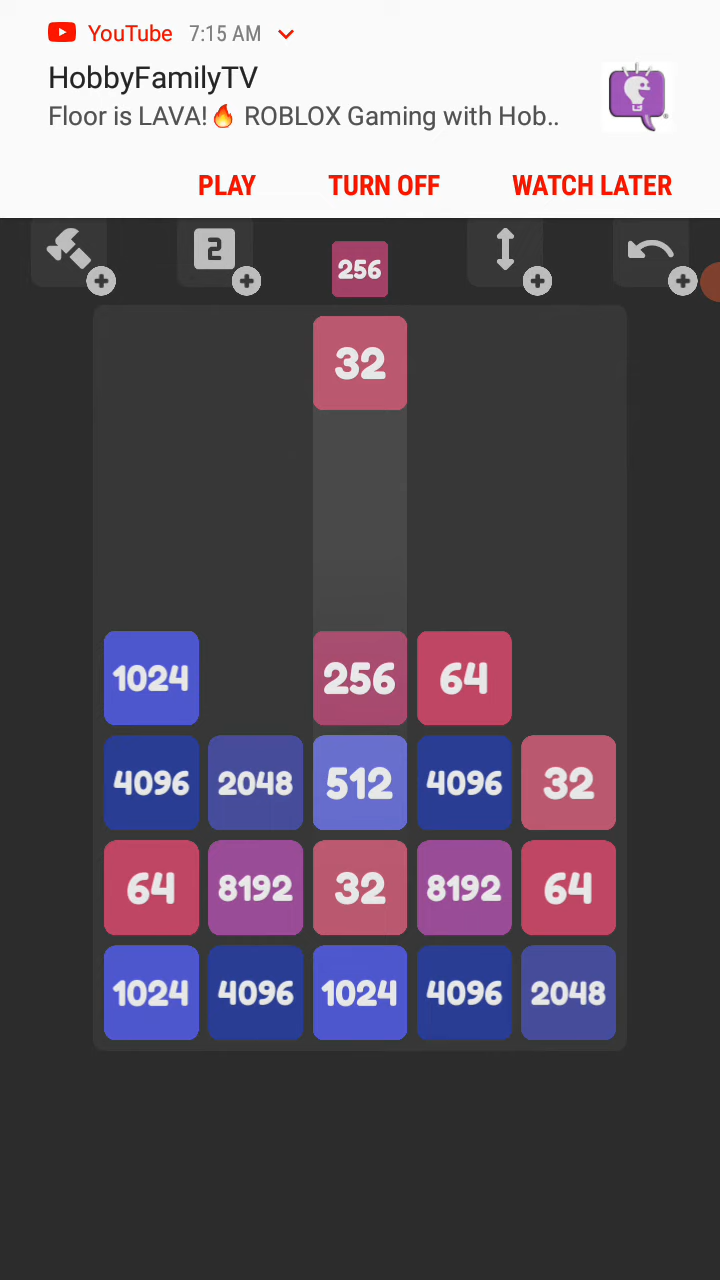 YouTube 7:15 AM
HobbyFamilyTV
Floor is LAVA!🔥 ROBLOX Gaming with Hob..
PLAY TURN OFF WATCH LATER
2 256
32
1024 256 64
4096 2048 512 4096 32
64 8192 32 8192 64
1024 4096 1024 4096 2048